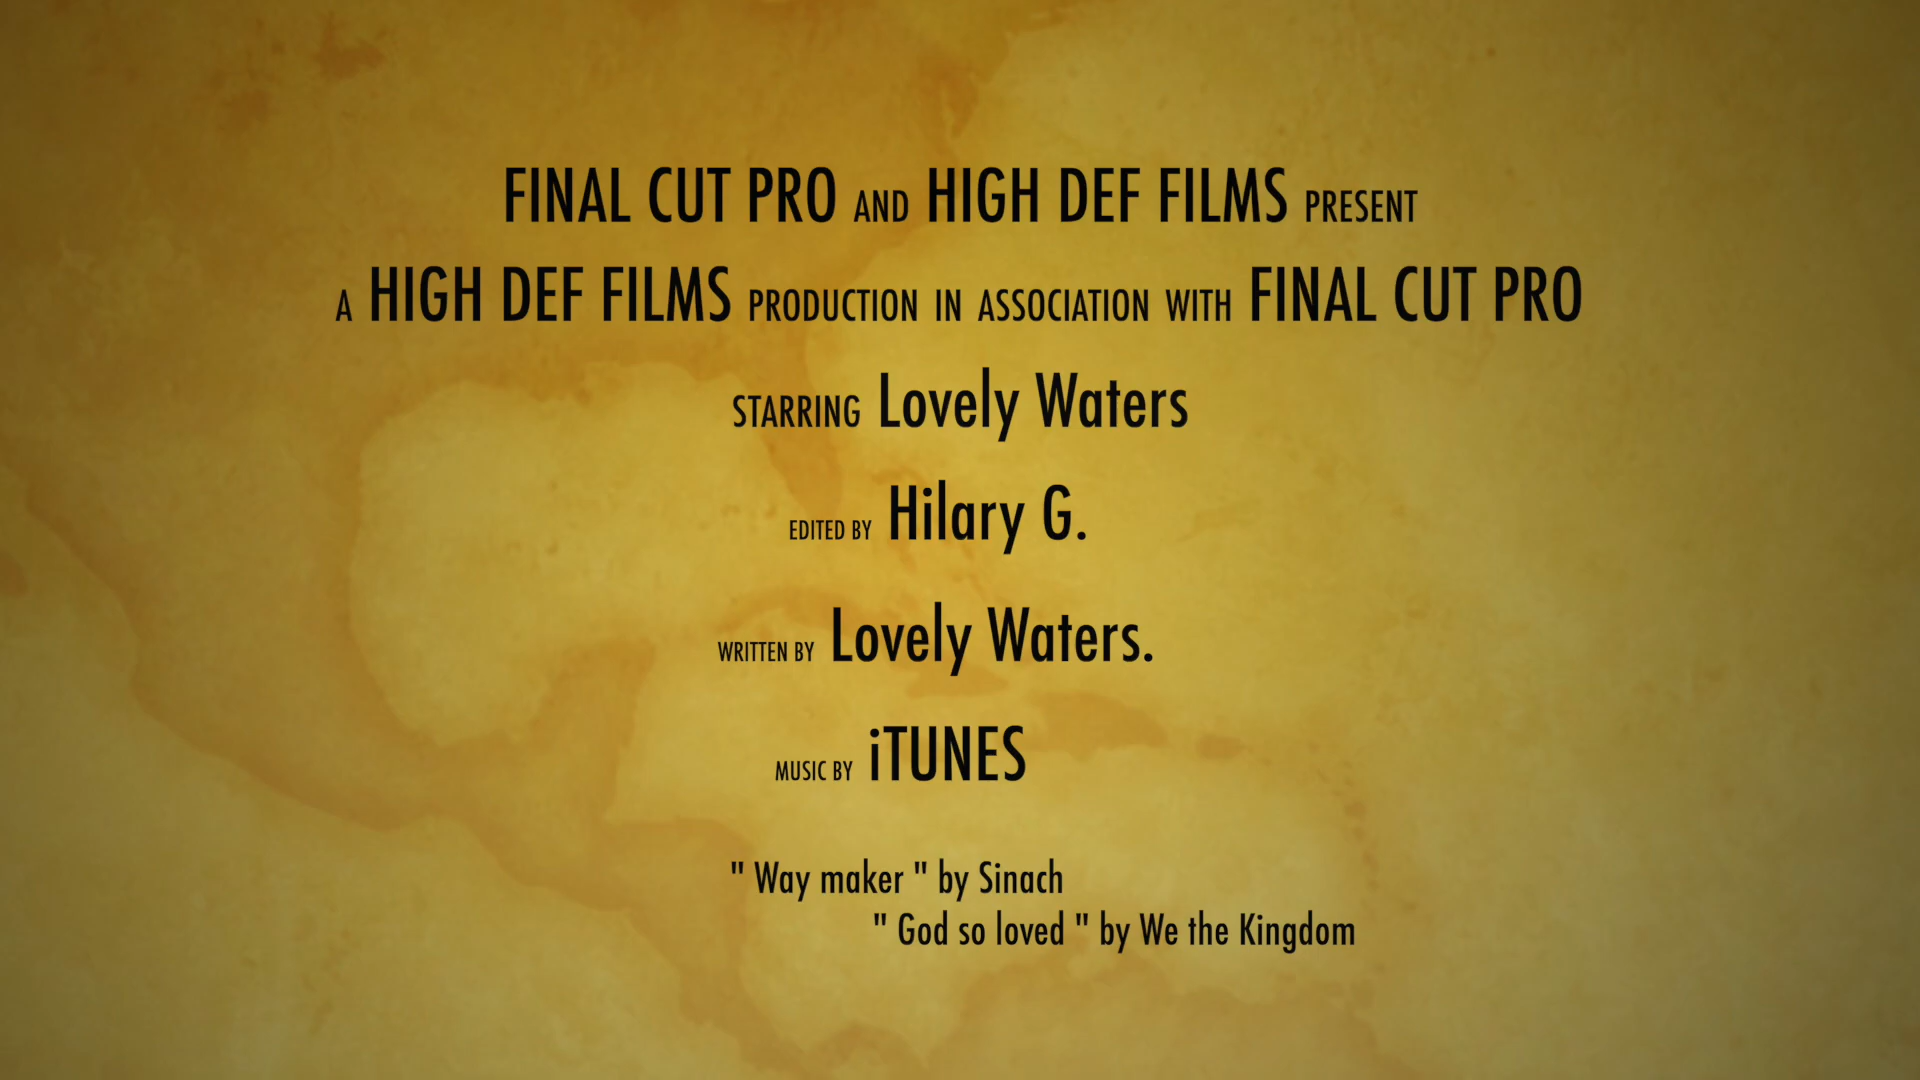 FINAL CUT PRO AND HIGH DEF FILMS PRESENT
A HIGH DEF FILMS PRODUCTION IN ASSOCIATION WITH FINAL CUT PRO
STARRING Lovely Waters
EDITED BY Hilary G.
WRITTEN BY Lovely Waters.
MUSIC BY iTUNES
" Way maker " by Sinach
" God so loved " by We the Kingdom